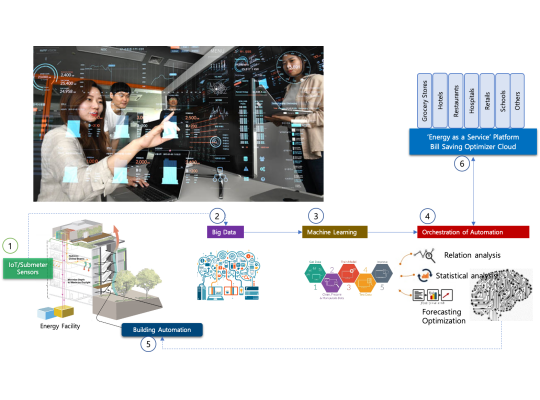 2,400
Grocery Stores
Hotels
Restaurants
Hospitals
Retails
Schools
Others
'Energy as a Service' Platform
Bill Saving Optimizer Cloud
6
1
IoT/Submeter
Sensors
2
Big Data
3
Machine Learning
4
Orchestration of Automation
Relation analysis
Statistical analysis
Forecasting
Optimization
Energy Facility
Building Automation
5